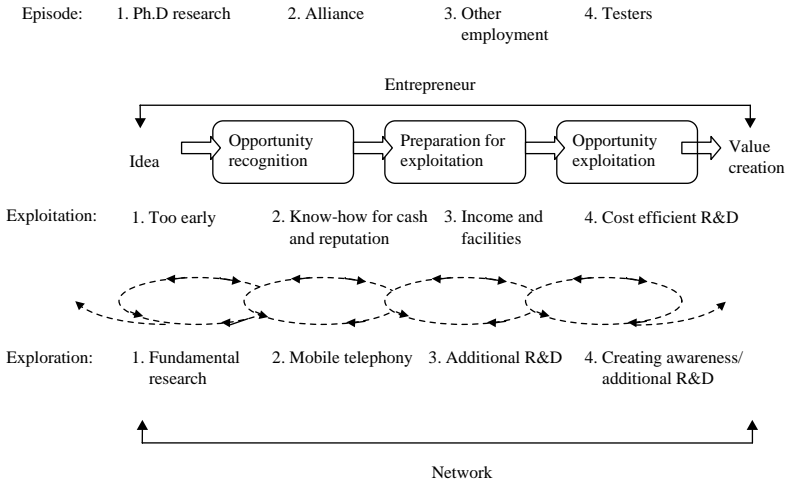 Episode: 1. Ph.D research 2. Alliance 3. Other employment 4. Testers
Entrepreneur
Idea
Opportunity
recognition
Preparation for
exploitation
Opportunity
exploitation
Value
creation
Exploitation: 1. Too early 2. Know-how for cash and reputation 3. Income and facilities 4. Cost efficient R&D
Exploration: 1. Fundamental research 2. Mobile telephony 3. Additional R&D 4. Creating awareness/ additional R&D
Network